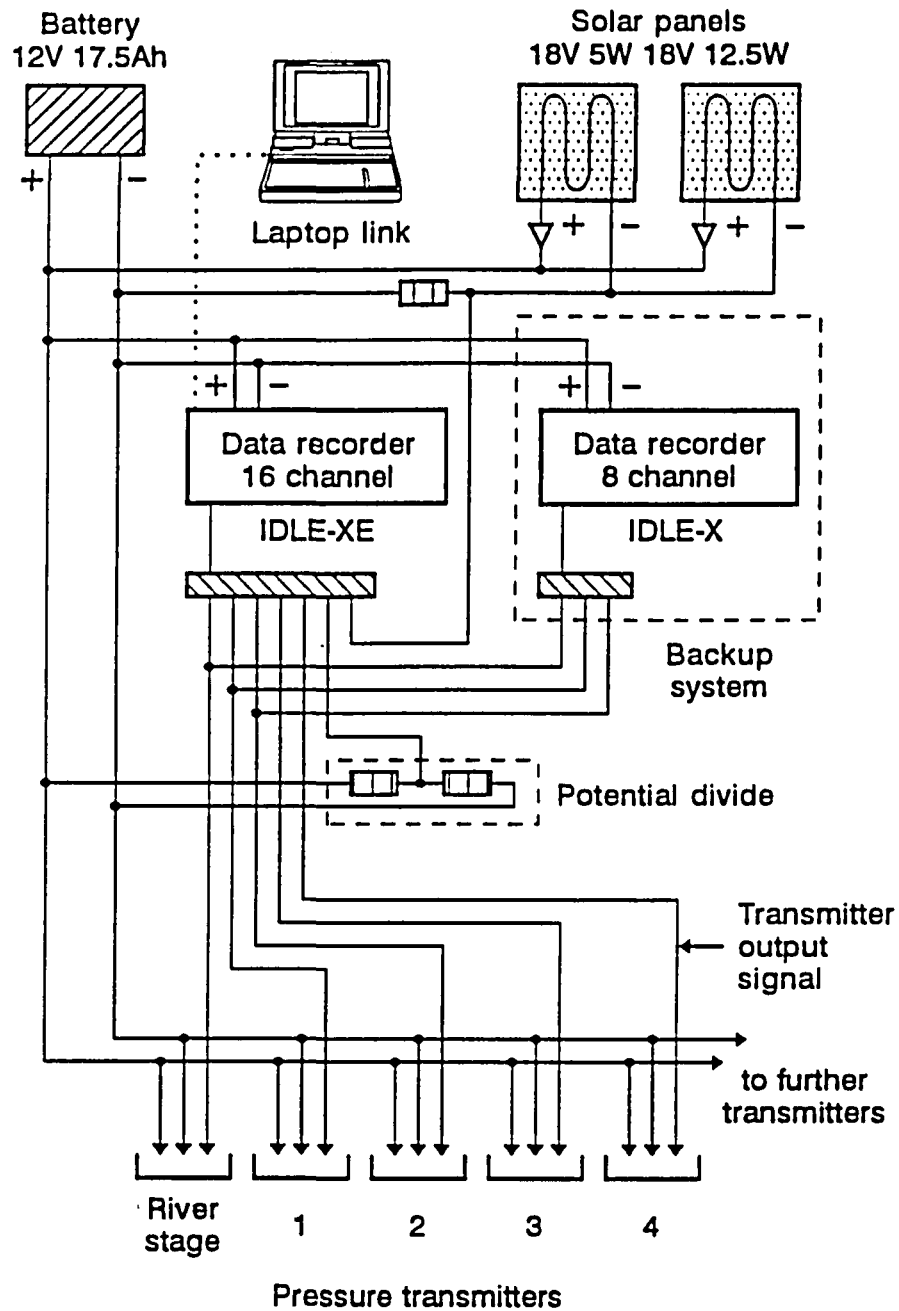 Battery
12V 17.5Ah
Solar panels
18V 5W 18V 12.5W
+
-
Laptop link
+
-
+
-
+
-
+
-
Data recorder
16 channel
Data recorder
8 channel
IDLE-XE
IDLE-X
Backup
system
Potential divide
Transmitter
output
signal
to further
transmitters
River
stage
1
2
3
4
Pressure transmitters